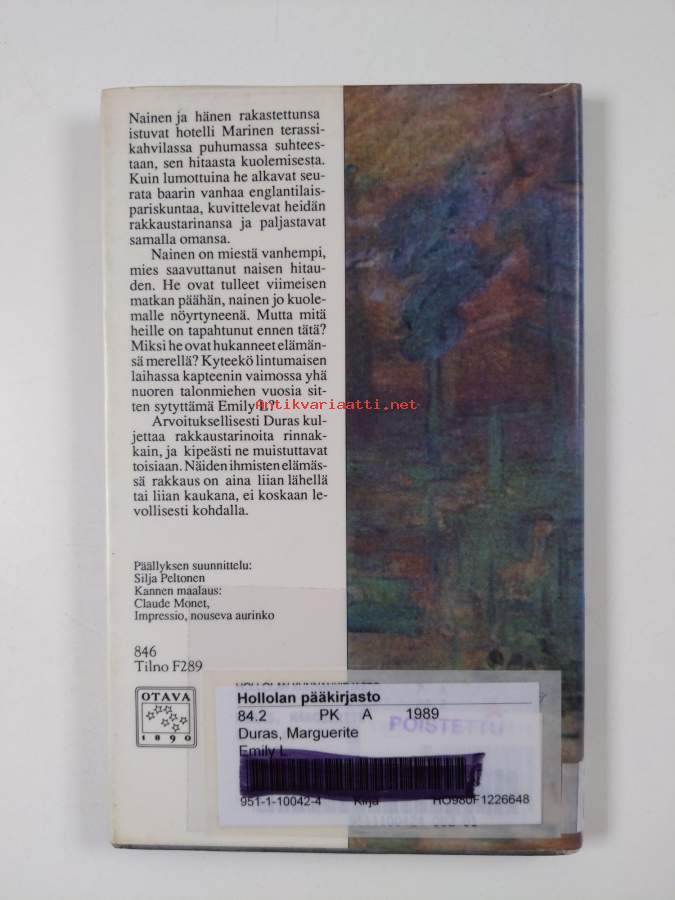 Nainen ja hänen rakastettunsa
istuvat hotelli Marinen terassi-
kahvilassa puhumassa suhtees-
taan, sen hitaasta kuolemisesta.
Kuin lumottuina he alkavat seu-
rata baarin vanhaa englantilais-
pariskuntaa, kuvittelevat heidän
rakkaustarinansa ja paljastavat
samalla omansa.
Nainen on miestä vanhempi,
mies saavuttanut naisen hitau-
den. He ovat tulleet viimeisen
matkan päähän, nainen jo kuole-
malle nöyrtyneenä. Mutta mitä
heille on tapahtunut ennen tätä?
Miksi he ovat hukanneet elämän-
sä merellä? Kyteekö lintumaisen
laihassa kapteenin vaimossa yhä
nuoren talonmiehen vuosia sit-
ten sytyttämä Emily L?
Antikvariaatti.net
Arvoituksellisesti Duras kul-
jettaa rakkaustarinoita rinnak-
kain, ja kipeästi ne muistuttavat
toisiaan. Näiden ihmisten elämäs-
sä rakkaus on aina liian lähellä
tai liian kaukana, ei koskaan le-
vollisesti kohdalla.
Päällyksen suunnittelu:
Silja Peltonen
Kannen maalaus:
Claude Monet,
Impressio, nouseva aurinko
846
Tilno F289
OTAVA
1890
Hollolan pääkirjasto
84.2 PK A 1989
POISTETTU
Duras, Marguerite
Emily L
951-1-10042-4 Kirja HO980F1226648